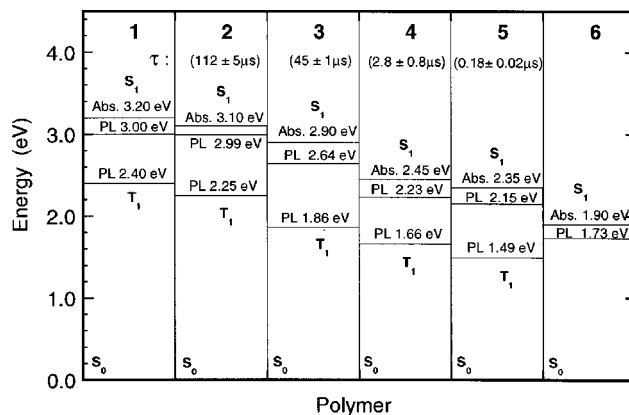 Energy (eV)
4.0
3.0
2.0
1.0
0.0
1
τ :
S₁
Abs. 3.20 eV
PL 3.00 eV
PL 2.40 eV
T₁
S₀
2
(112 ± 5μs)
S₁
Abs. 3.10 eV
PL 2.99 eV
PL 2.25 eV
T₁
S₀
3
(45 ± 1μs)
S₁
Abs. 2.90 eV
PL 2.64 eV
PL 1.86 eV
T₁
S₀
4
(2.8 ± 0.8μs)
S₁
Abs. 2.45 eV
PL 2.23 eV
PL 1.66 eV
T₁
S₀
5
(0.18± 0.02μs)
S₁
Abs. 2.35 eV
PL 2.15 eV
PL 1.49 eV
T₁
S₀
6
S₁
Abs. 1.90 eV
PL 1.73 eV
S₀
Polymer